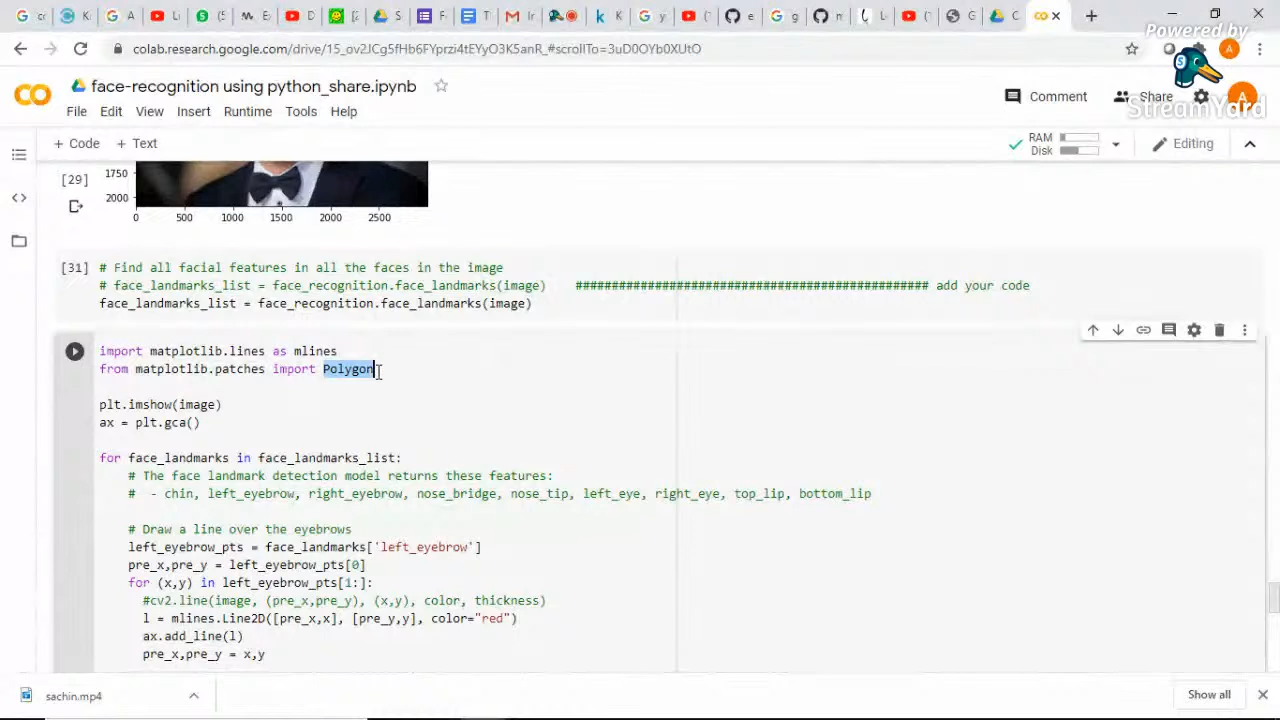 Powered by
StreamYard
colab.research.google.com/drive/15_ov2JCg5fHb6FYprzi4tEYyO3K5anR_#scrollTo=3uD0OYb0XUtO
A
CO
face-recognition using python_share.ipynb
Comment
Share
A
File Edit View Insert Runtime Tools Help
+ Code + Text
RAM
Disk
Editing
[29]
1750
2000
0 500 1000 1500 2000 2500
[31]
# Find all facial features in all the faces in the image
# face_landmarks_list = face_recognition.face_landmarks(image) ################################################# add your code
face_landmarks_list = face_recognition.face_landmarks(image)
import matplotlib.lines as mlines
from matplotlib.patches import Polygon
plt.imshow(image)
ax = plt.gca()
for face_landmarks in face_landmarks_list:
# The face landmark detection model returns these features:
# - chin, left_eyebrow, right_eyebrow, nose_bridge, nose_tip, left_eye, right_eye, top_lip, bottom_lip
# Draw a line over the eyebrows
left_eyebrow_pts = face_landmarks['left_eyebrow']
pre_x,pre_y = left_eyebrow_pts[0]
for (x,y) in left_eyebrow_pts[1:]:
#cv2.line(image, (pre_x,pre_y), (x,y), color, thickness)
l = mlines.Line2D([pre_x,x], [pre_y,y], color="red")
ax.add_line(l)
pre_x,pre_y = x,y
sachin.mp4
Show all